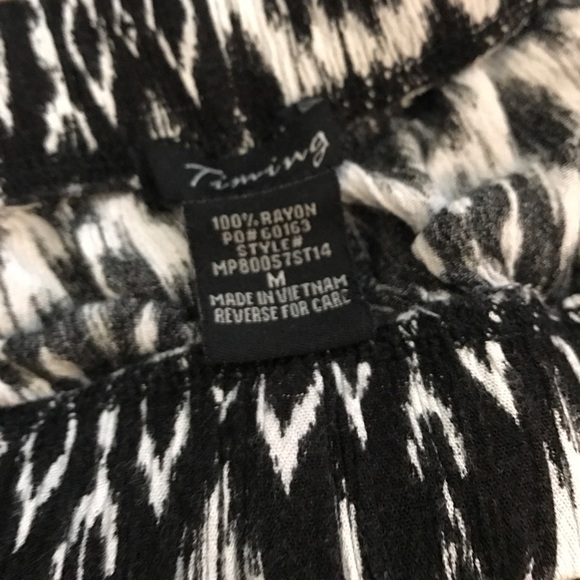 Timing
100% RAYON
PO# 60163
STYLE#
MP80057ST14
M
MADE IN VIETNAM
REVERSE FOR CARE